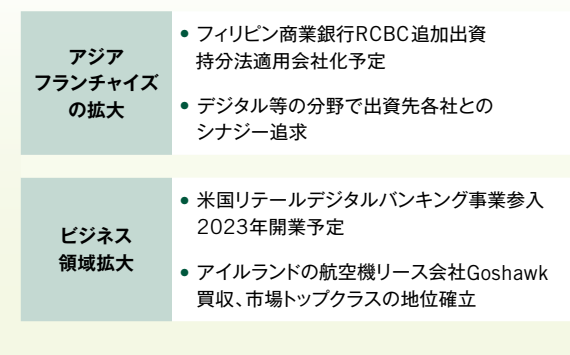 アジア
フランチャイズ
の拡大
• フィリピン商業銀行RCBC追加出資
持分法適用会社化予定
• デジタル等の分野で出資先各社との
シナジー追求
ビジネス
領域拡大
• 米国リテールデジタルバンキング事業参入
2023年開業予定
• アイルランドの航空機リース会社Goshawk
買収、市場トップクラスの地位確立